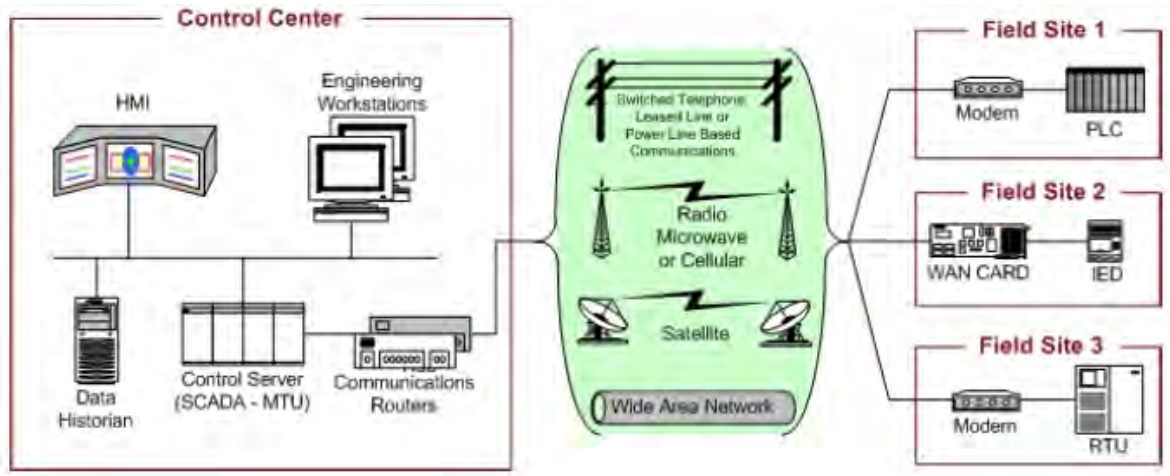 Control Center
HMI
Engineering
Workstations
Data
Historian
Control Server
(SCADA - MTU)
Communications
Routers
Switched Telephone
Leased Line or
Power Line Based
Communications
Radio
Microwave
or Cellular
Satellite
Wide Area Network
Field Site 1
Modem
PLC
Field Site 2
WAN CARD
IED
Field Site 3
Modem
RTU